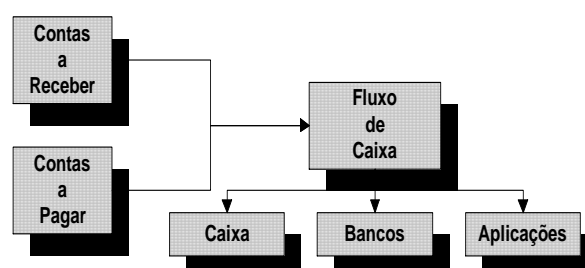 Contas
a
Receber
Contas
a
Pagar
Fluxo
de
Caixa
Caixa
Bancos
Aplicações